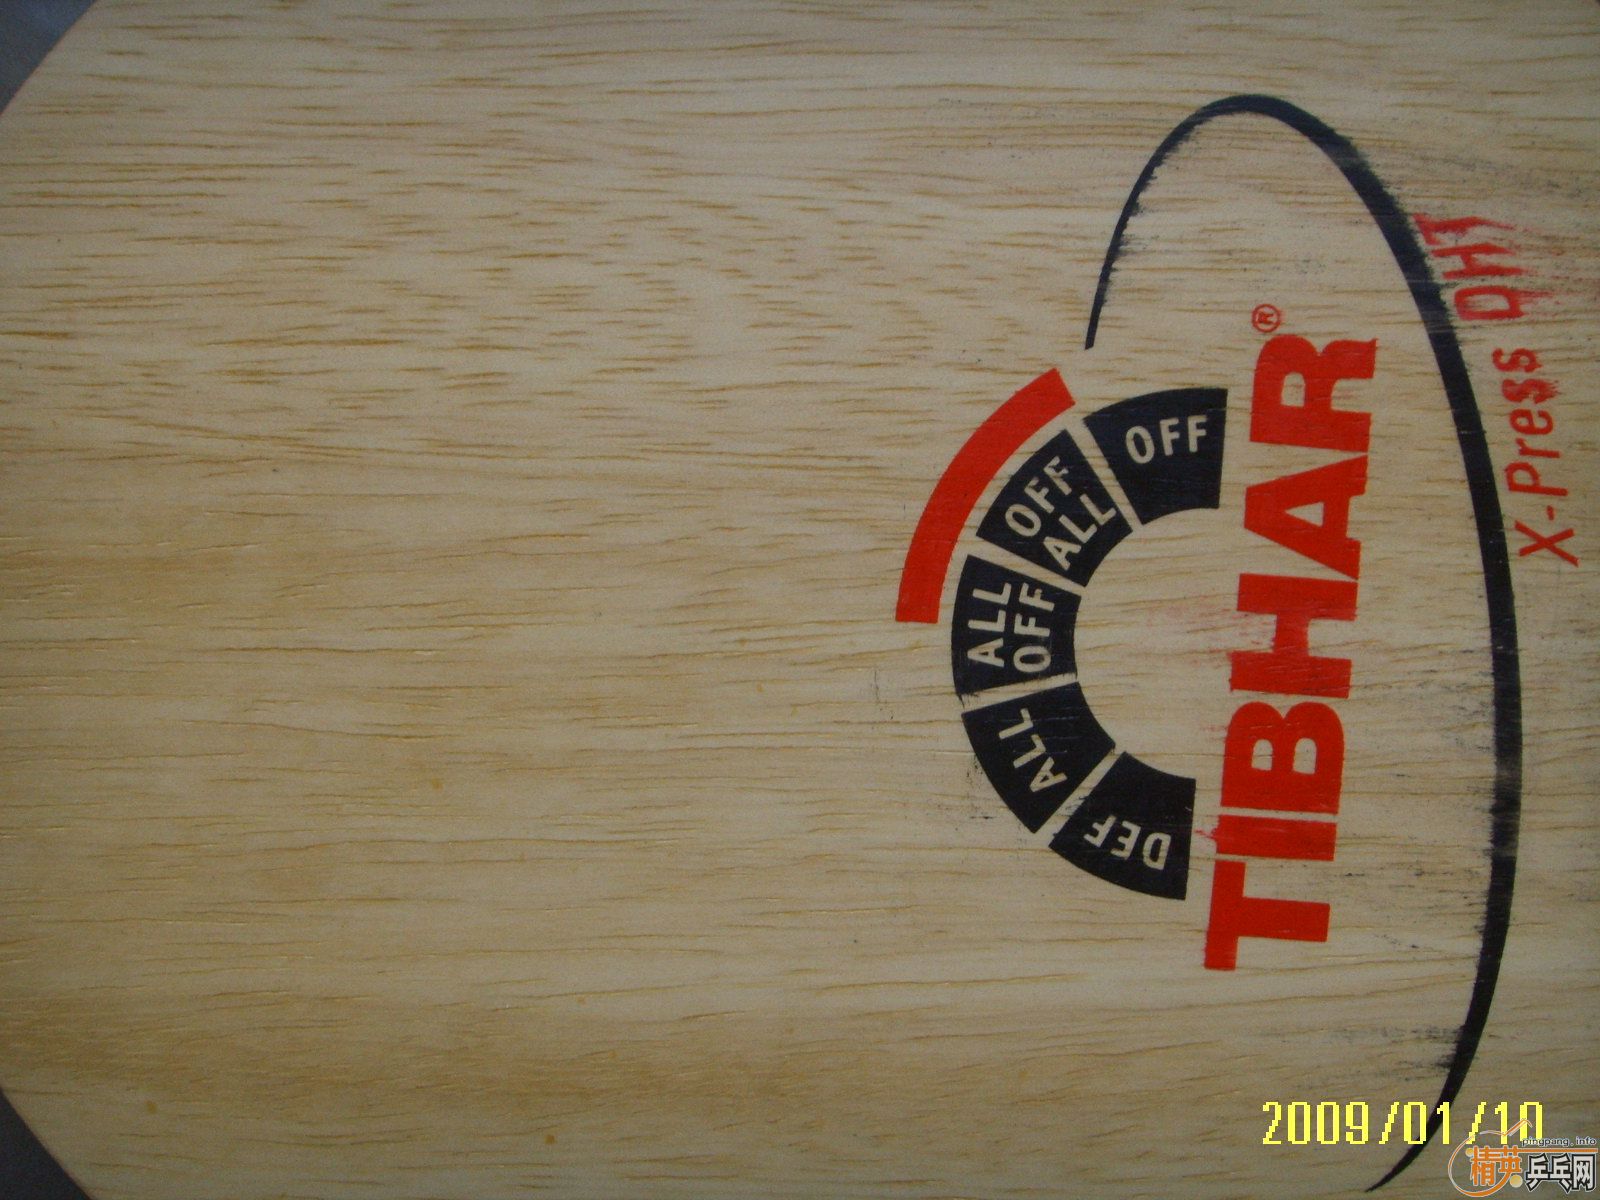 DEF
ALL
ALL
OFF
OFF
ALL
OFF
TIBHAR®
X-Press
2009/01/10
pingpang.info
精英乒乓网